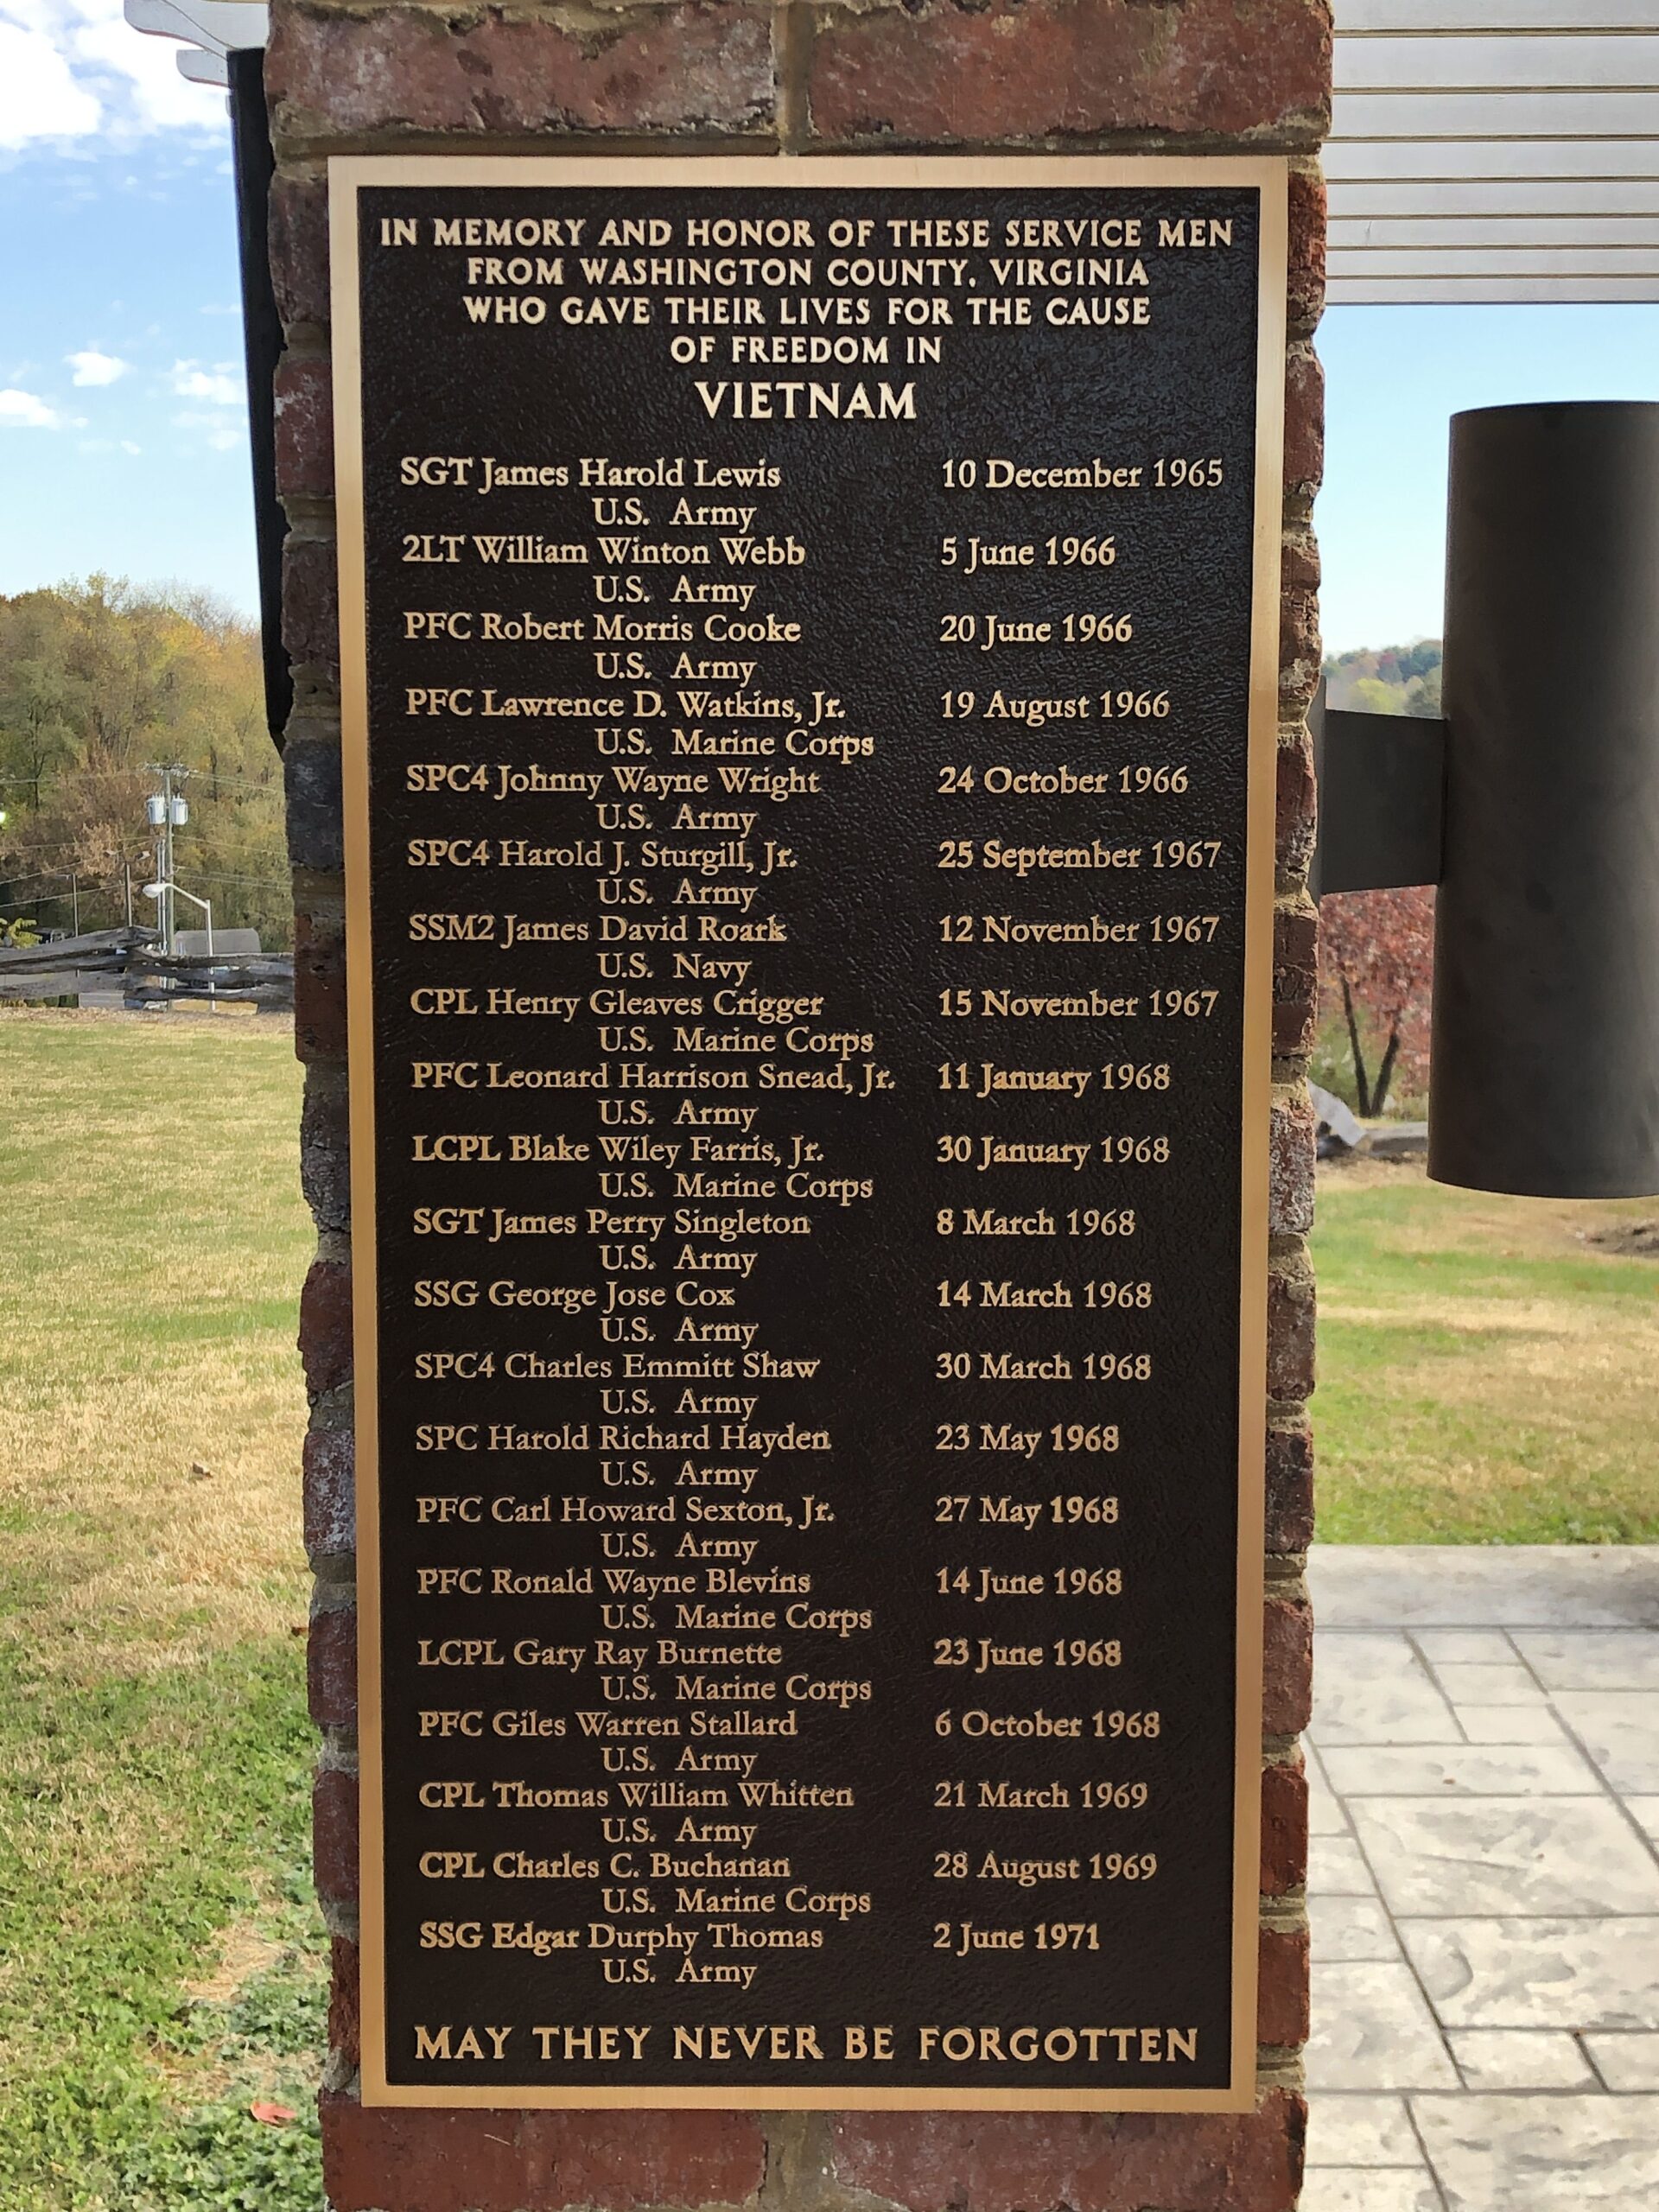 IN MEMORY AND HONOR OF THESE SERVICE MEN
FROM WASHINGTON COUNTY, VIRGINIA
WHO GAVE THEIR LIVES FOR THE CAUSE
OF FREEDOM IN
VIETNAM
SGT James Harold Lewis 10 December 1965
U.S. Army
2LT William Winton Webb 5 June 1966
U.S. Army
PFC Robert Morris Cooke 20 June 1966
U.S. Army
PFC Lawrence D. Watkins, Jr. 19 August 1966
U.S. Marine Corps
SPC4 Johnny Wayne Wright 24 October 1966
U.S. Army
SPC4 Harold J. Sturgill, Jr. 25 September 1967
U.S. Army
SSM2 James David Roark 12 November 1967
U.S. Navy
CPL Henry Gleaves Crigger 15 November 1967
U.S. Marine Corps
PFC Leonard Harrison Snead, Jr. 11 January 1968
U.S. Army
LCPL Blake Wiley Farris, Jr. 30 January 1968
U.S. Marine Corps
SGT James Perry Singleton 8 March 1968
U.S. Army
SSG George Jose Cox 14 March 1968
U.S. Army
SPC4 Charles Emmitt Shaw 30 March 1968
U.S. Army
SPC Harold Richard Hayden 23 May 1968
U.S. Army
PFC Carl Howard Sexton, Jr. 27 May 1968
U.S. Army
PFC Ronald Wayne Blevins 14 June 1968
U.S. Marine Corps
LCPL Gary Ray Burnette 23 June 1968
U.S. Marine Corps
PFC Giles Warren Stallard 6 October 1968
U.S. Army
CPL Thomas William Whitten 21 March 1969
U.S. Army
CPL Charles C. Buchanan 28 August 1969
U.S. Marine Corps
SSG Edgar Durphy Thomas 2 June 1971
U.S. Army
MAY THEY NEVER BE FORGOTTEN